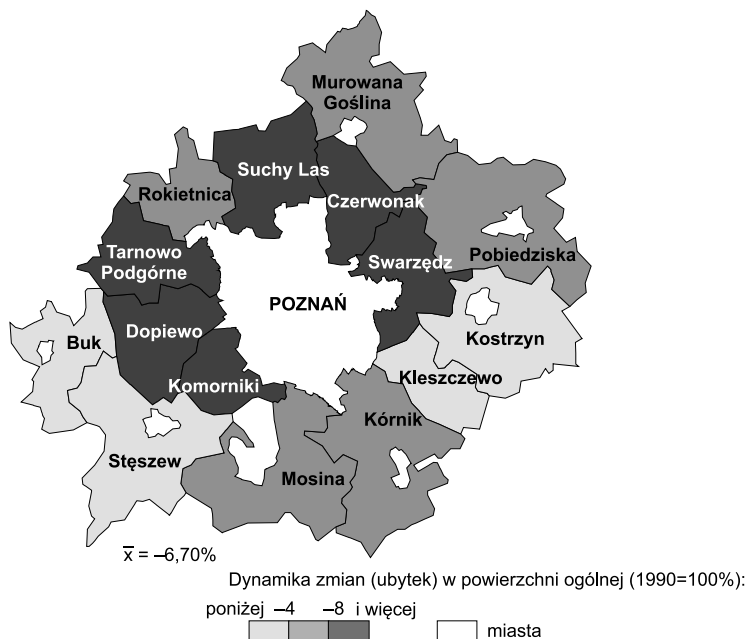 Murowana
Goślina
Suchy Las
Rokietnica
Czerwonak
Tarnowo
Podgórne
Swarzędz
Pobiedziska
POZNAŃ
Buk
Dopiewo
Kostrzyn
Komorniki
Kleszczewo
Kórnik
Stęszew
Mosina
x̅ = –6,70%
Dynamika zmian (ubytek) w powierzchni ogólnej (1990=100%):
poniżej –4 –8 i więcej
miasta